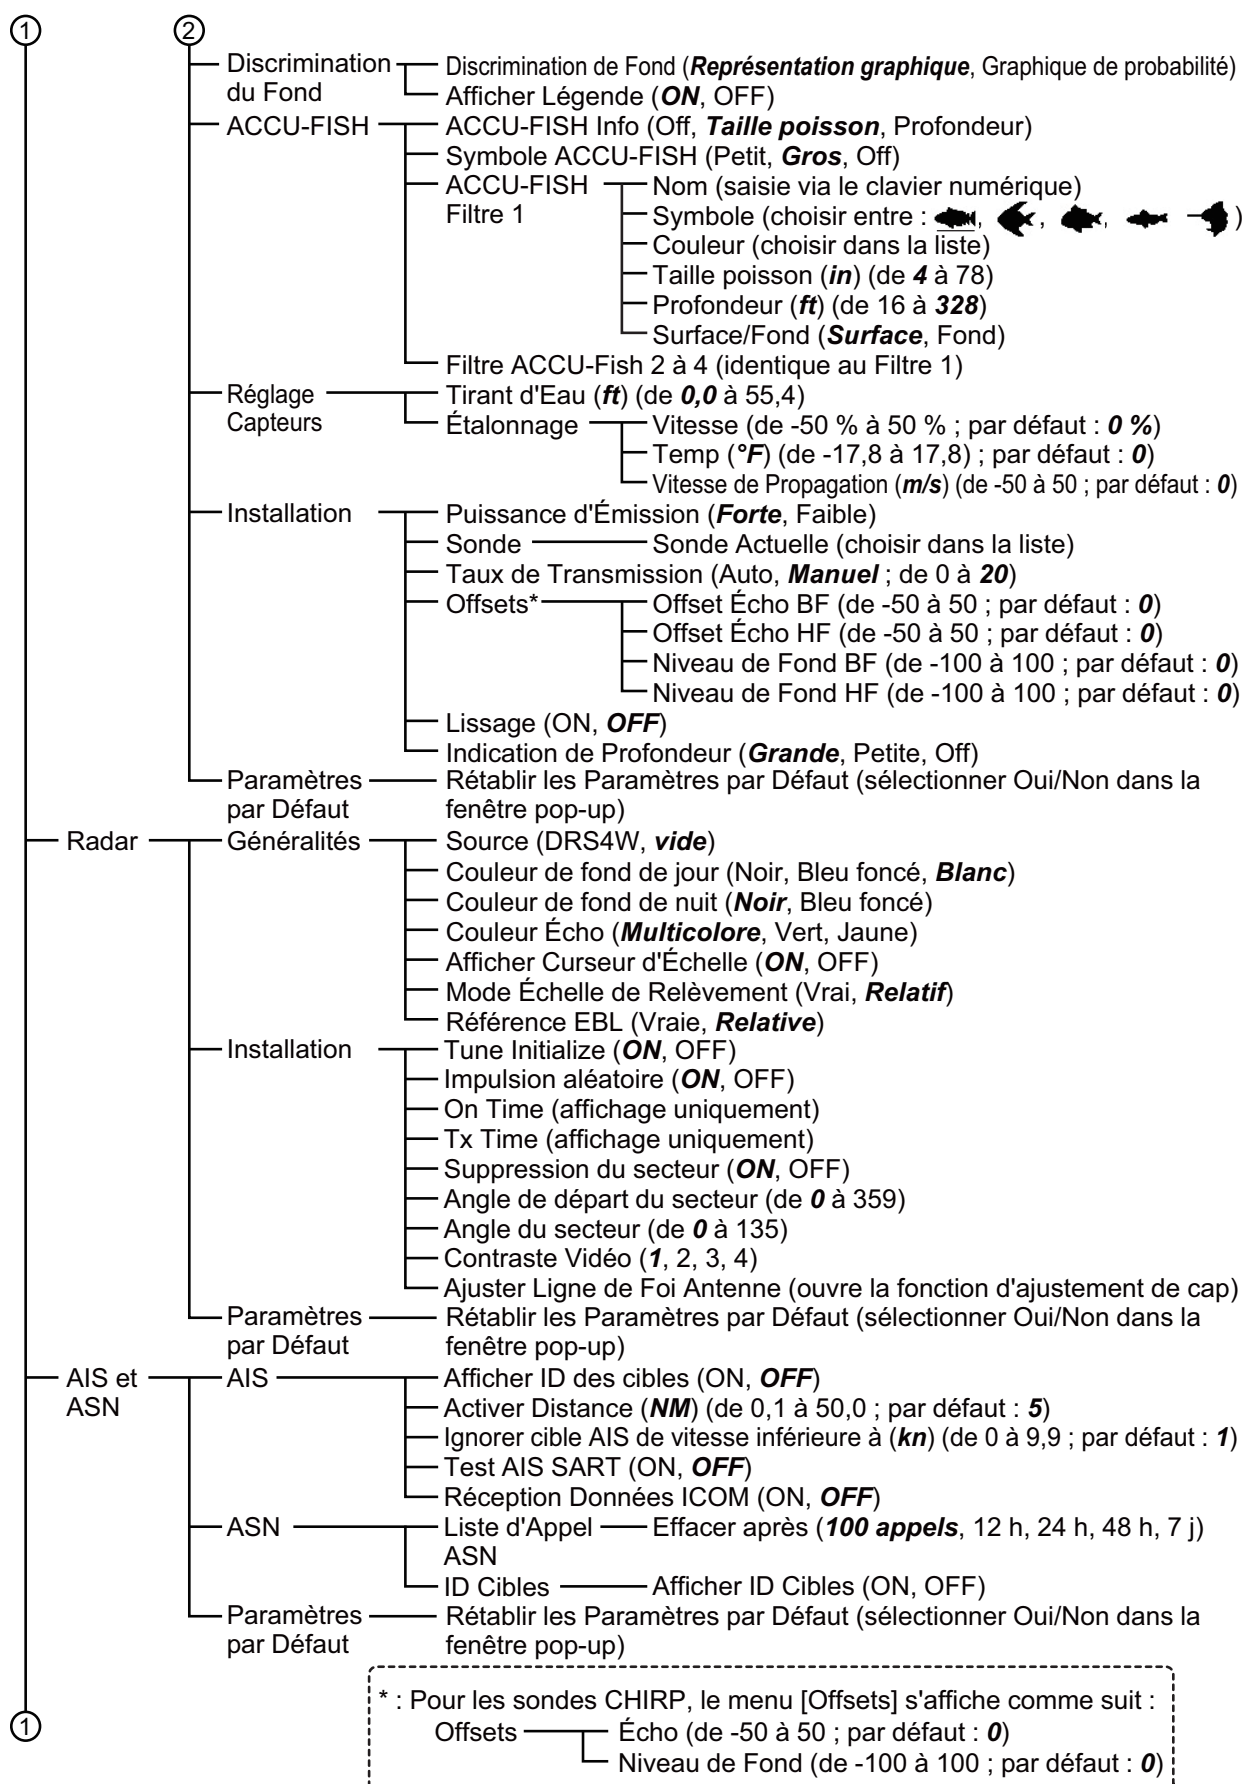 1 2
Discrimination Discrimination de Fond (Représentation graphique, Graphique de probabilité)
du Fond Afficher Légende (ON, OFF)
ACCU-FISH ACCU-FISH Info (Off, Taille poisson, Profondeur)
Symbole ACCU-FISH (Petit, Gros, Off)
ACCU-FISH Nom (saisie via le clavier numérique)
Filtre 1 Symbole (choisir entre : , , , )
Couleur (choisir dans la liste)
Taille poisson (in) (de 4 à 78)
Profondeur (ft) (de 16 à 328)
Surface/Fond (Surface, Fond)
Filtre ACCU-Fish 2 à 4 (identique au Filtre 1)
Réglage Tirant d'Eau (ft) (de 0,0 à 55,4)
Capteurs Étalonnage Vitesse (de -50 % à 50 % ; par défaut : 0 %)
Temp (°F) (de -17,8 à 17,8) ; par défaut : 0)
Vitesse de Propagation (m/s) (de -50 à 50 ; par défaut : 0)
Installation Puissance d'Émission (Forte, Faible)
Sonde Sonde Actuelle (choisir dans la liste)
Taux de Transmission (Auto, Manuel ; de 0 à 20)
Offsets* Offset Écho BF (de -50 à 50 ; par défaut : 0)
Offset Écho HF (de -50 à 50 ; par défaut : 0)
Niveau de Fond BF (de -100 à 100 ; par défaut : 0)
Niveau de Fond HF (de -100 à 100 ; par défaut : 0)
Lissage (ON, OFF)
Indication de Profondeur (Grande, Petite, Off)
Paramètres Rétablir les Paramètres par Défaut (sélectionner Oui/Non dans la
par Défaut fenêtre pop-up)
Radar Généralités Source (DRS4W, vide)
Couleur de fond de jour (Noir, Bleu foncé, Blanc)
Couleur de fond de nuit (Noir, Bleu foncé)
Couleur Écho (Multicolore, Vert, Jaune)
Afficher Curseur d'Échelle (ON, OFF)
Mode Échelle de Relèvement (Vrai, Relatif)
Référence EBL (Vraie, Relative)
Installation Tune Initialize (ON, OFF)
Impulsion aléatoire (ON, OFF)
On Time (affichage uniquement)
Tx Time (affichage uniquement)
Suppression du secteur (ON, OFF)
Angle de départ du secteur (de 0 à 359)
Angle du secteur (de 0 à 135)
Contraste Vidéo (1, 2, 3, 4)
Ajuster Ligne de Foi Antenne (ouvre la fonction d'ajustement de cap)
Paramètres Rétablir les Paramètres par Défaut (sélectionner Oui/Non dans la
par Défaut fenêtre pop-up)
AIS et AIS Afficher ID des cibles (ON, OFF)
ASN Activer Distance (NM) (de 0,1 à 50,0 ; par défaut : 5)
Ignorer cible AIS de vitesse inférieure à (kn) (de 0 à 9,9 ; par défaut : 1)
Test AIS SART (ON, OFF)
Réception Données ICOM (ON, OFF)
ASN Liste d'Appel Effacer après (100 appels, 12 h, 24 h, 48 h, 7 j)
ASN
ID Cibles Afficher ID Cibles (ON, OFF)
Paramètres Rétablir les Paramètres par Défaut (sélectionner Oui/Non dans la
par Défaut fenêtre pop-up)
* : Pour les sondes CHIRP, le menu [Offsets] s'affiche comme suit :
1 Offsets Écho (de -50 à 50 ; par défaut : 0)
Niveau de Fond (de -100 à 100 ; par défaut : 0)